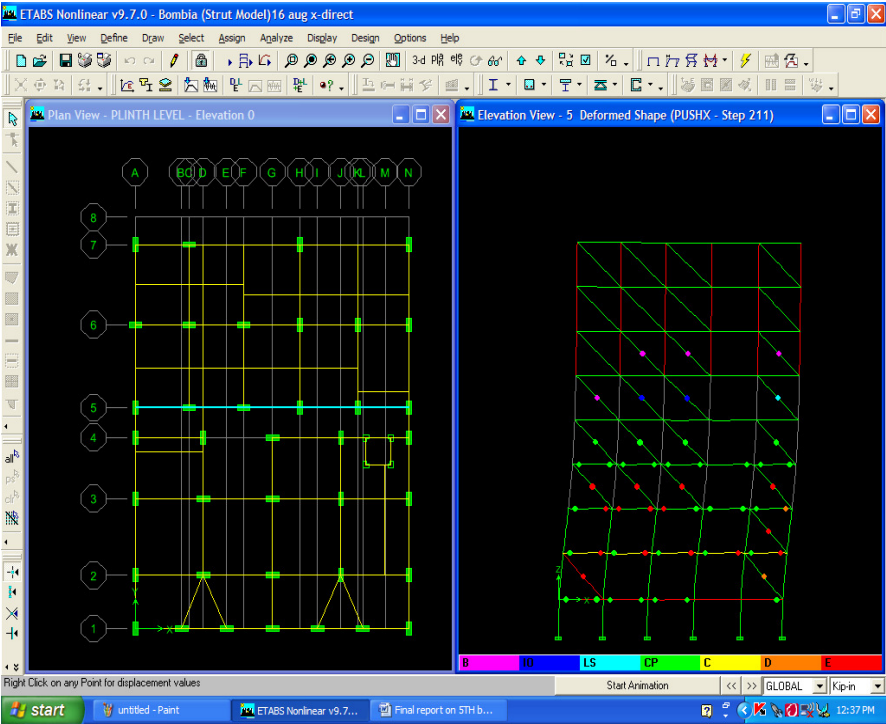 ETABS Nonlinear v9.7.0 - Bombia (Strut Model)16 aug x-direct
File Edit View Define Draw Select Assign Analyze Display Design Options Help
3-d
all
Plan View - PLINTH LEVEL - Elevation 0
A B C D E F G H I J K L M N
8
7
6
5
4
3
2
1
Y
X
Elevation View - 5 Deformed Shape (PUSHX - Step 211)
Z
X
B IO LS CP C D E
Right Click on any Point for displacement values
Start Animation << >> GLOBAL Kip-in
start untitled - Paint ETABS Nonlinear v9.7... Final report on 5TH b... 12:37 PM